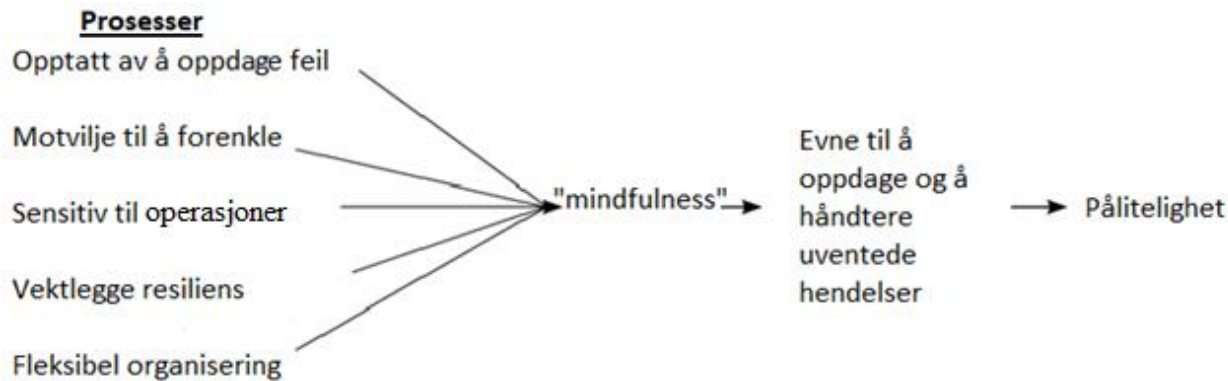 Prosesser
Opptatt av å oppdage feil
Motvilje til å forenkle
Sensitiv til operasjoner
Vektlegge resiliens
Fleksibel organisering
"mindfulness"
Evne til å
oppdage og å
håndtere
uventede
hendelser
Pålitelighet